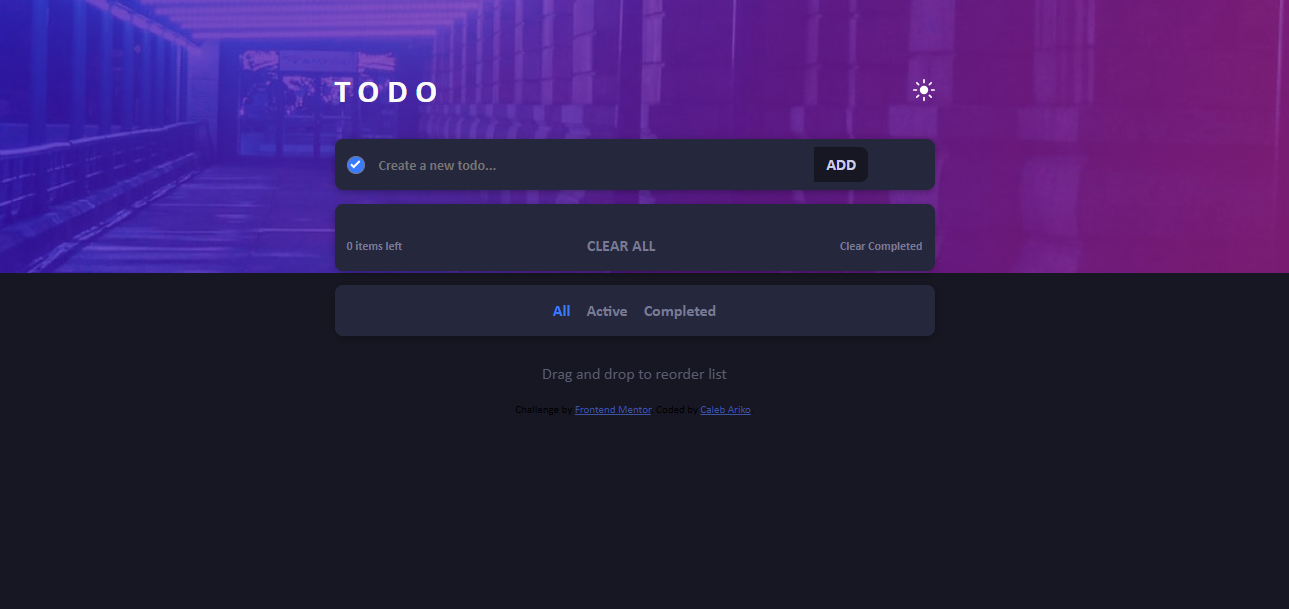 TODO
Create a new todo... ADD
0 items left CLEAR ALL Clear Completed
All Active Completed
Drag and drop to reorder list
Challenge by Frontend Mentor. Coded by Caleb Ariko